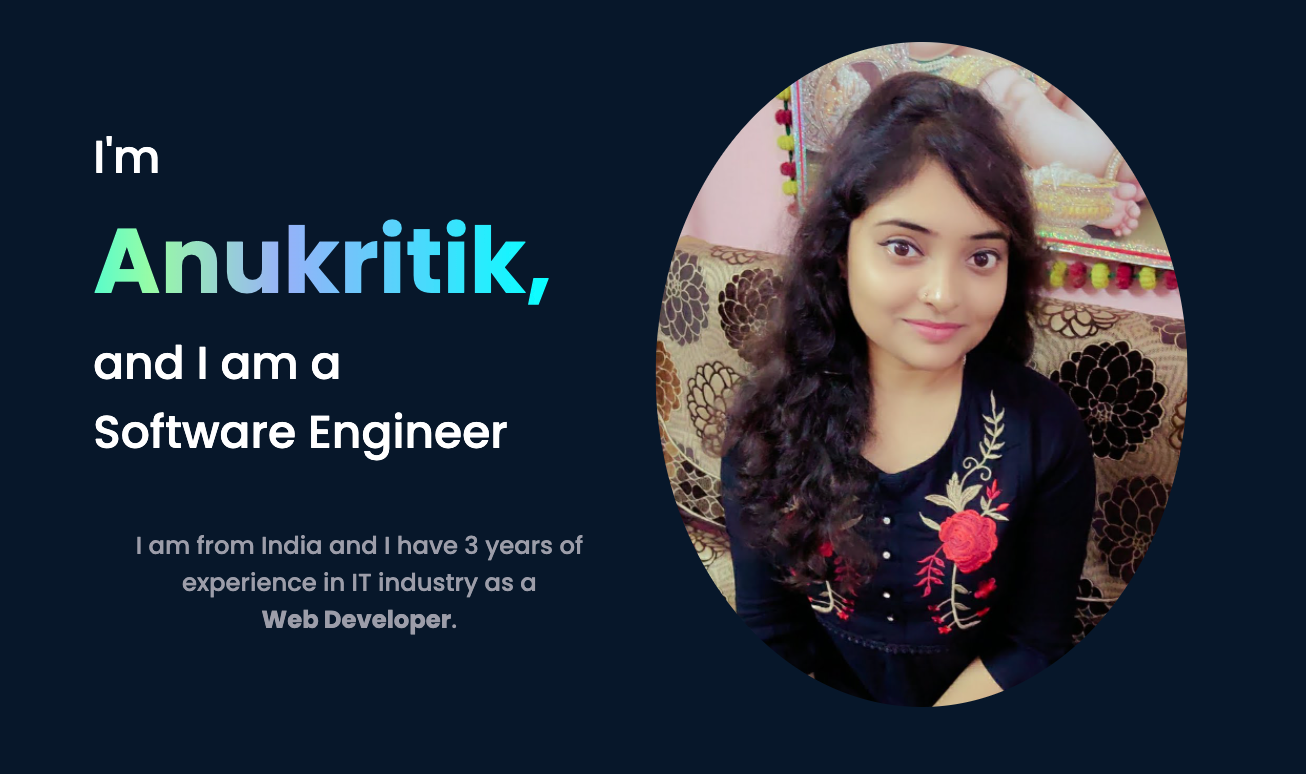 I'm
Anukritik,
and I am a
Software Engineer
I am from India and I have 3 years of
experience in IT industry as a
Web Developer.